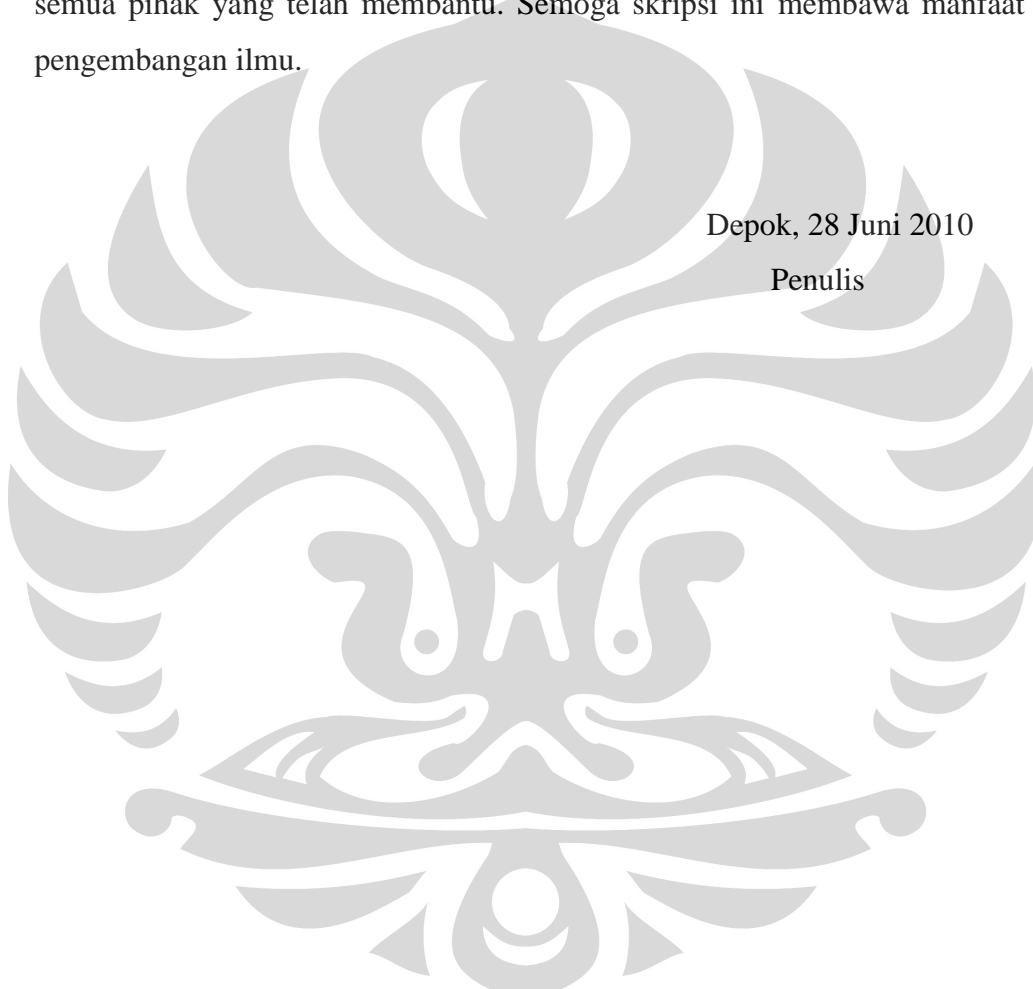 semua pihak yang telah membantu. Semoga skripsi ini membawa manfaat
pengembangan ilmu.
Depok, 28 Juni 2010
Penulis